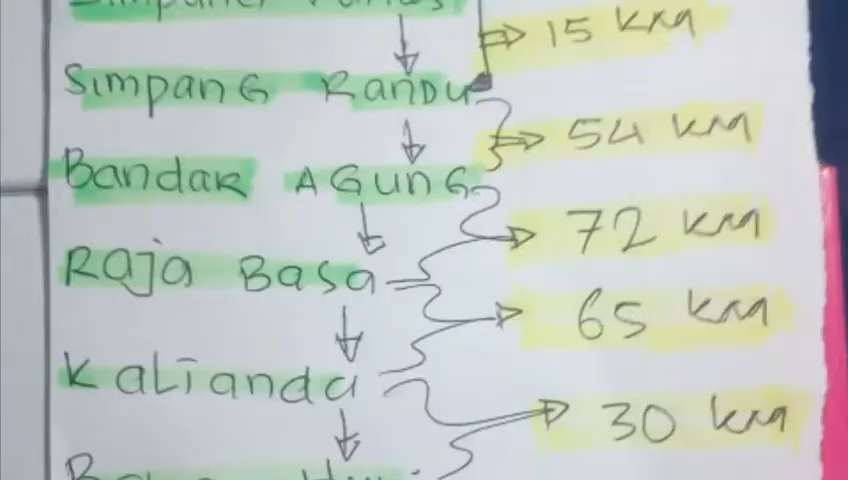 15 km
Simpang Randu
54 km
Bandar Agung
72 km
Raja Basa
65 km
Kalianda
30 km